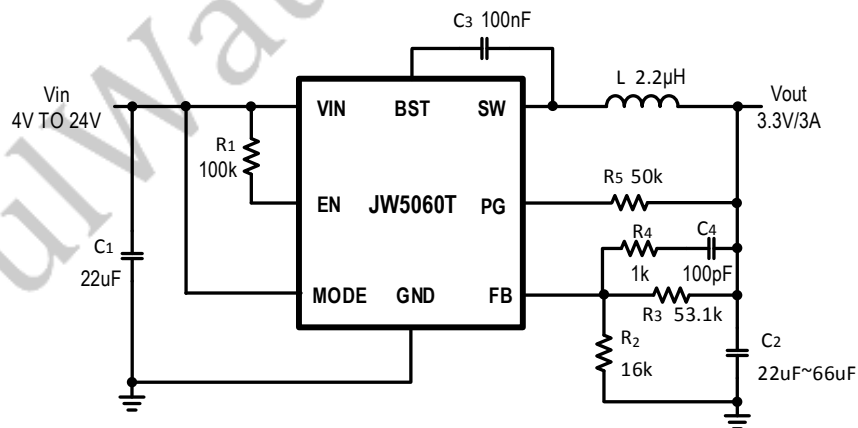 C3 100nF
L 2.2µH
Vin
4V TO 24V
VIN
BST
SW
Vout
3.3V/3A
R1
100k
R5 50k
EN
JW5060T
PG
R4
C4
C1
22uF
1k
100pF
MODE
GND
FB
R3 53.1k
R2
16k
C2
22uF~66uF